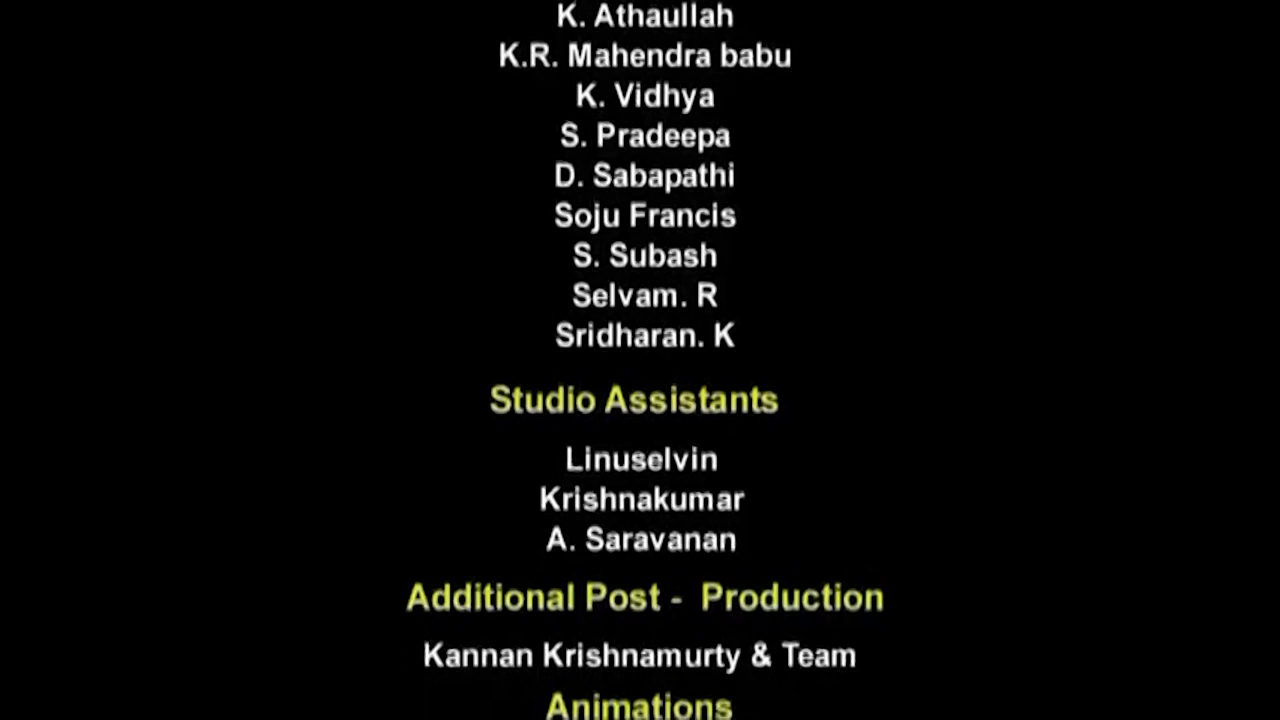 K. Athaullah
K.R. Mahendra babu
K. Vidhya
S. Pradeepa
D. Sabapathi
Soju Francis
S. Subash
Selvam. R
Sridharan. K
Studio Assistants
Linuselvin
Krishnakumar
A. Saravanan
Additional Post -  Production
Kannan Krishnamurty & Team
Animations